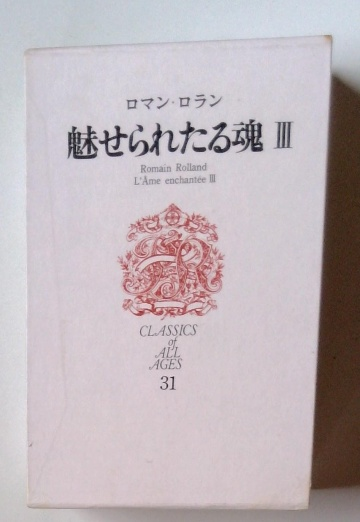 ロマン・ロラン
魅せられたる魂 III
Romain Rolland
L'Âme enchantée III
CLASSICS
of
ALL
AGES
31